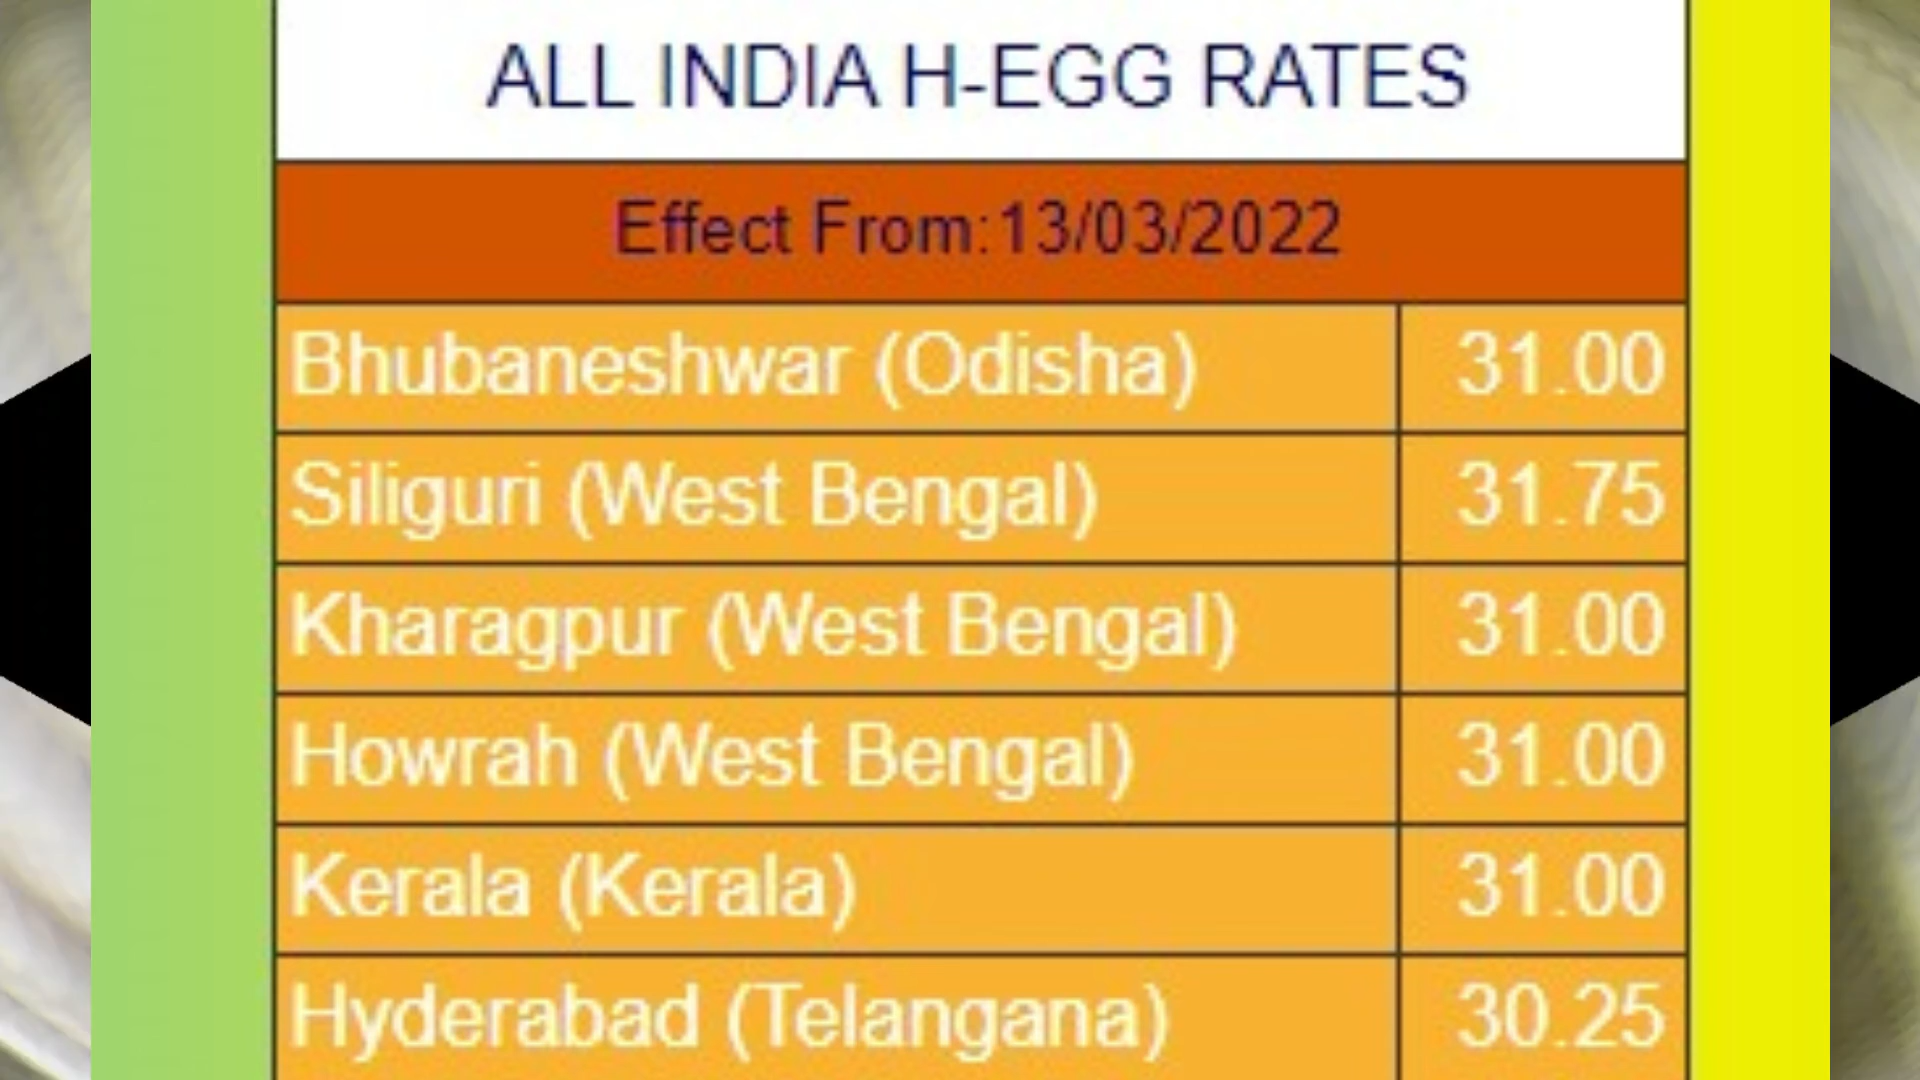 ALL INDIA H-EGG RATES
Effect From:13/03/2022
Bhubaneshwar (Odisha) 31.00
Siliguri (West Bengal) 31.75
Kharagpur (West Bengal) 31.00
Howrah (West Bengal) 31.00
Kerala (Kerala) 31.00
Hyderabad (Telangana) 30.25